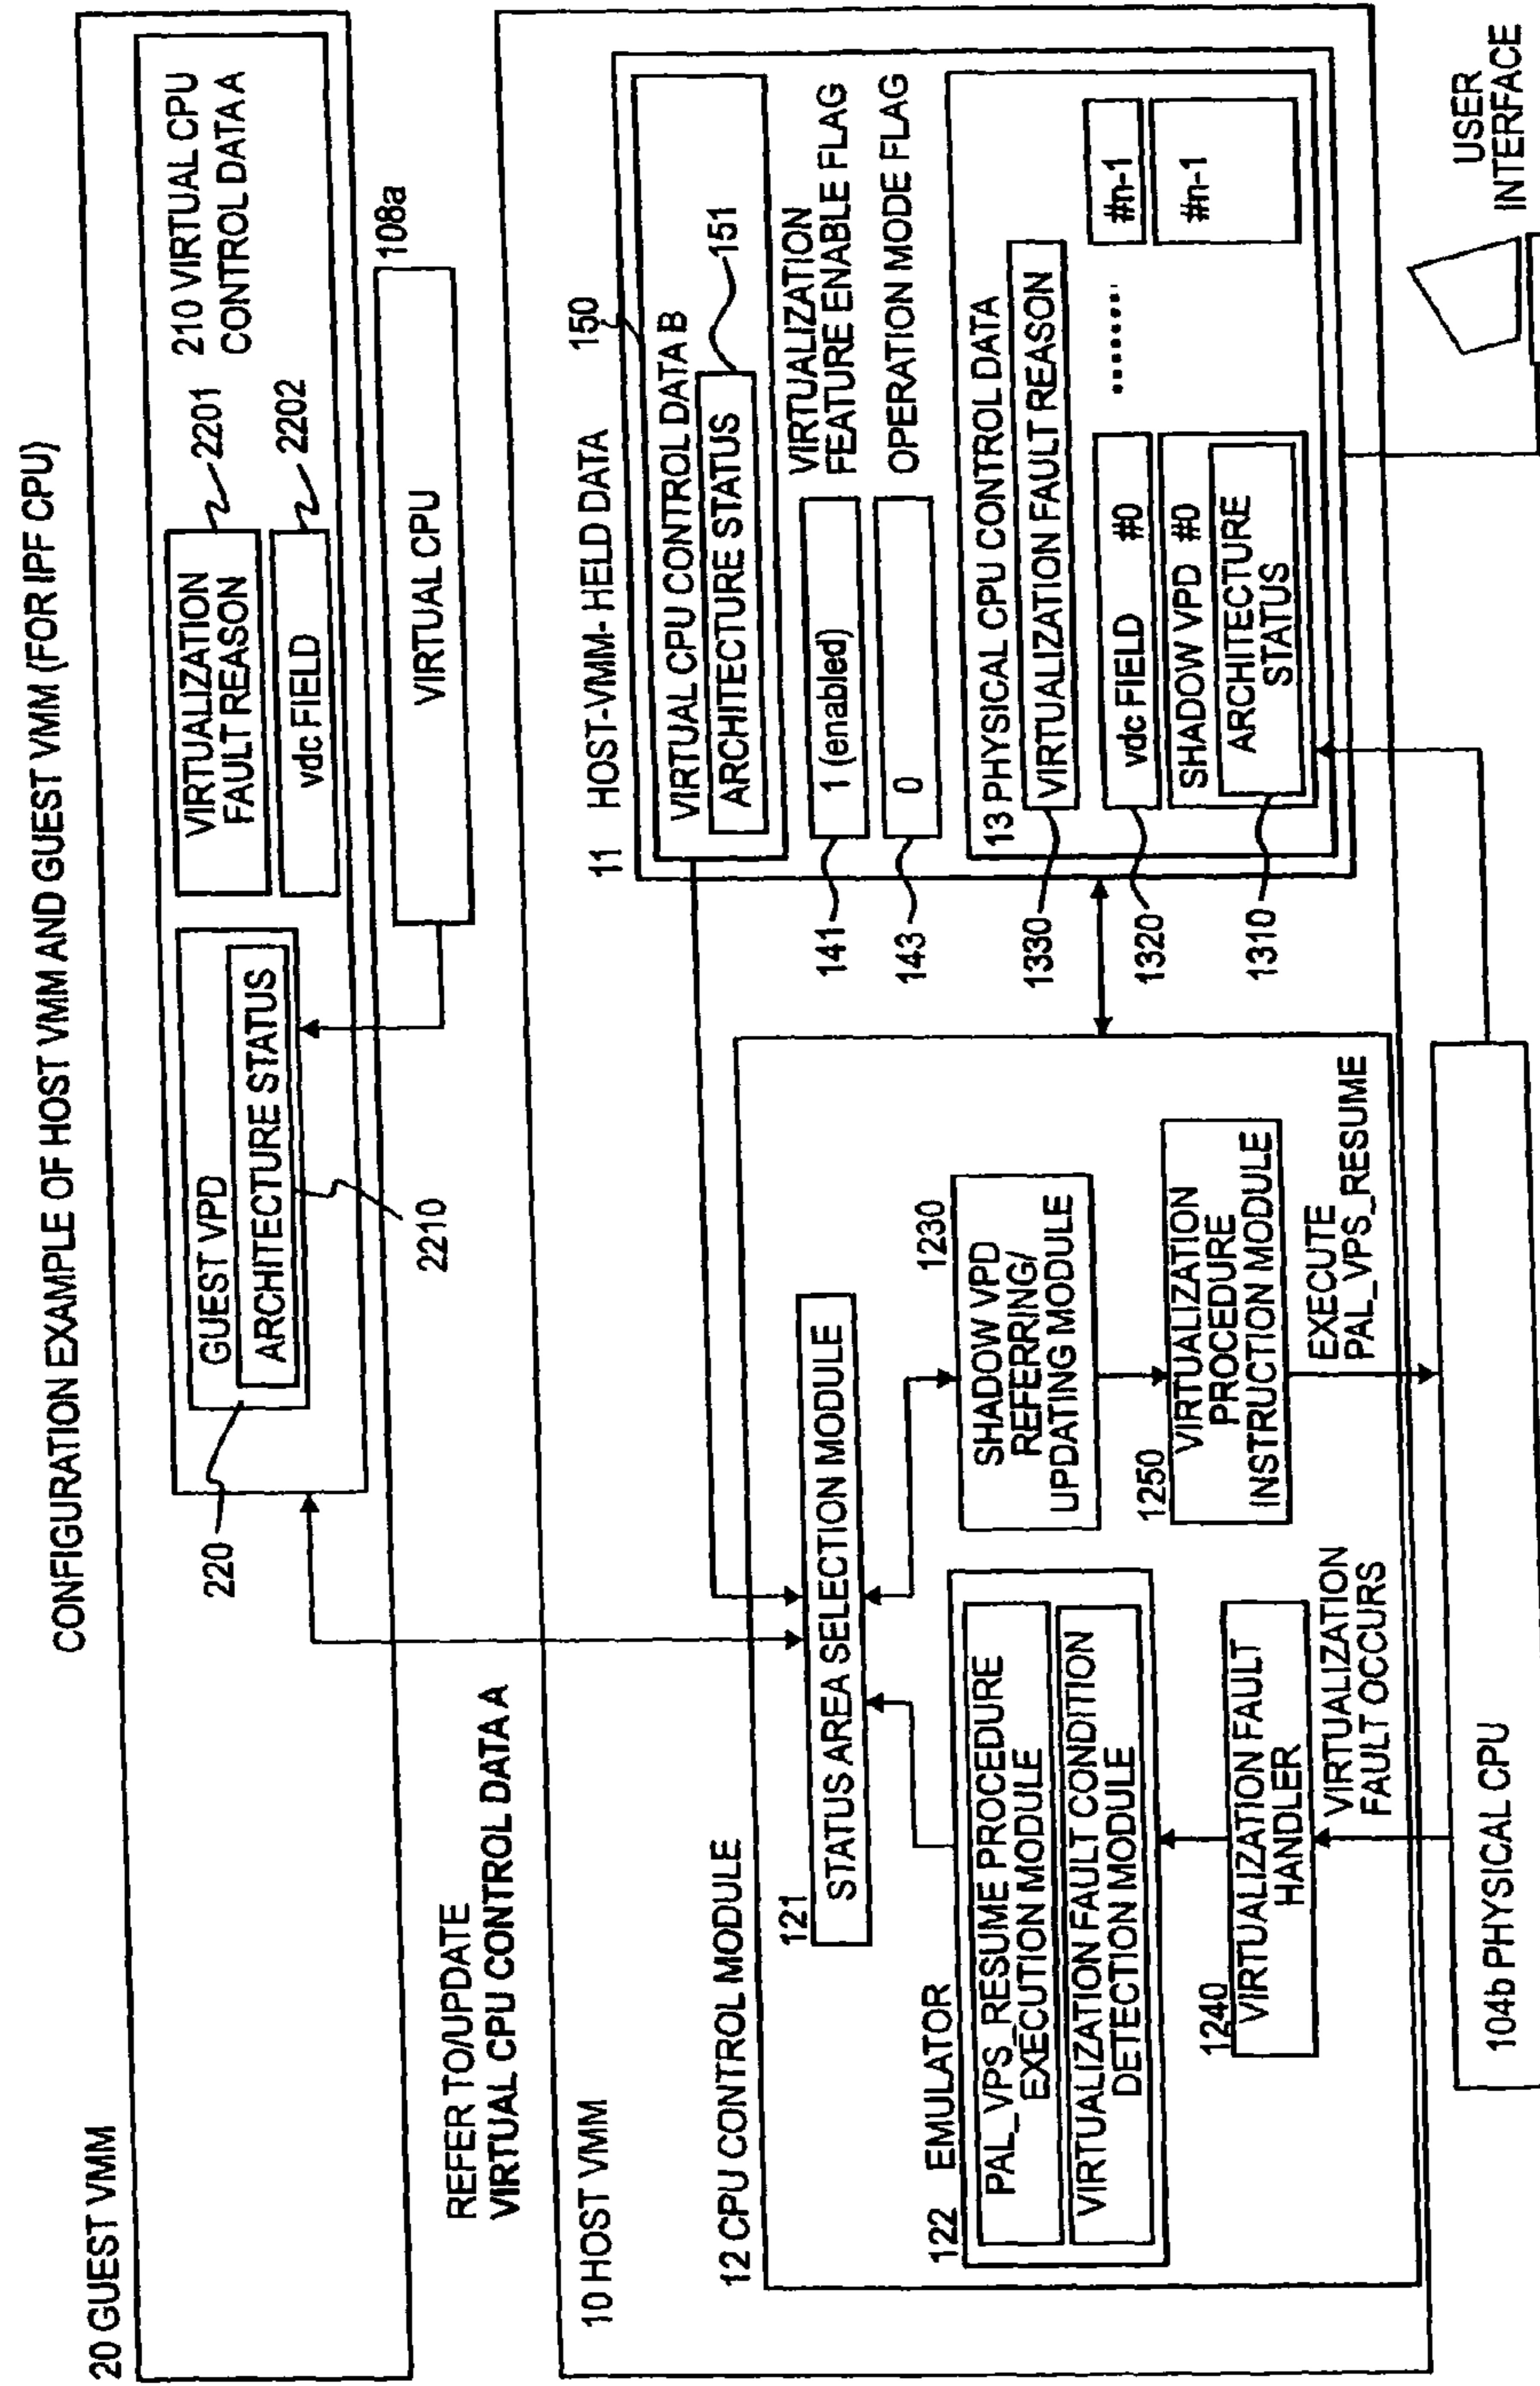 CONFIGURATION EXAMPLE OF HOST VMM AND GUEST VMM (FOR IPF CPU)
20 GUEST VMM
220
GUEST VPD
ARCHITECTURE STATUS
2210
VIRTUALIZATION
FAULT REASON
2201
vdc FIELD
2202
210 VIRTUAL CPU
CONTROL DATA A
VIRTUAL CPU
108a
REFER TO/UPDATE
VIRTUAL CPU CONTROL DATA A
10 HOST VMM
12 CPU CONTROL MODULE
121
STATUS AREA SELECTION MODULE
122
EMULATOR
PAL_VPS_RESUME PROCEDURE
EXECUTION MODULE
VIRTUALIZATION FAULT CONDITION
DETECTION MODULE
1230
SHADOW VPD
REFERRING/
UPDATING MODULE
1240
VIRTUALIZATION FAULT
HANDLER
1250
VIRTUALIZATION
PROCEDURE
INSTRUCTION MODULE
VIRTUALIZATION
FAULT OCCURS
EXECUTE
PAL_VPS_RESUME
104b PHYSICAL CPU
11
HOST-VMM- HELD DATA
150
VIRTUAL CPU CONTROL DATA B
ARCHITECTURE STATUS
151
141
1 (enabled)
VIRTUALIZATION
FEATURE ENABLE FLAG
143
0
OPERATION MODE FLAG
13 PHYSICAL CPU CONTROL DATA
1330
VIRTUALIZATION FAULT REASON
1320
vdc FIELD #0
#n-1
SHADOW VPD #0
#n-1
1310
ARCHITECTURE
STATUS
USER
INTERFACE